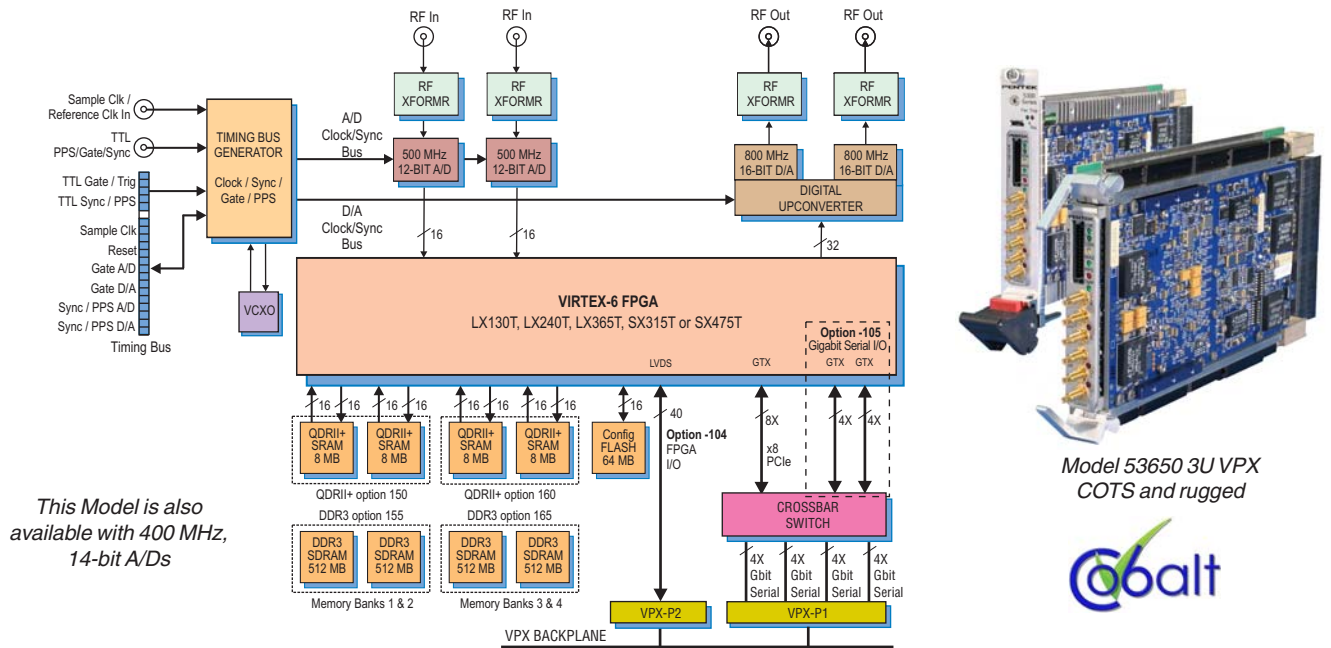 RF In
RF In
RF Out
RF Out
RF
XFORMR
RF
XFORMR
RF
XFORMR
RF
XFORMR
Sample Clk /
Reference Clk In
TTL
PPS/Gate/Sync
TTL Gate / Trig
TTL Sync / PPS
Sample Clk
Reset
Gate A/D
Gate D/A
Sync / PPS A/D
Sync / PPS D/A
Timing Bus
TIMING BUS
GENERATOR
Clock / Sync /
Gate / PPS
VCXO
A/D
Clock/Sync
Bus
D/A
Clock/Sync
Bus
500 MHz
12-BIT A/D
500 MHz
12-BIT A/D
800 MHz
16-BIT D/A
800 MHz
16-BIT D/A
DIGITAL
UPCONVERTER
16
16
32
VIRTEX-6 FPGA
LX130T, LX240T, LX365T, SX315T or SX475T
Option -105
Gigabit Serial I/O
LVDS
GTX
GTX
GTX
16
16
16
16
16
16
16
16
16
40
8X
4X
4X
QDRII+
SRAM
8 MB
QDRII+
SRAM
8 MB
QDRII+
SRAM
8 MB
QDRII+
SRAM
8 MB
Config
FLASH
64 MB
Option -104
FPGA
I/O
x8
PCIe
QDRII+ option 150
QDRII+ option 160
DDR3 option 155
DDR3 option 165
DDR3
SDRAM
512 MB
DDR3
SDRAM
512 MB
DDR3
SDRAM
512 MB
DDR3
SDRAM
512 MB
Memory Banks 1 & 2
Memory Banks 3 & 4
CROSSBAR
SWITCH
4X
Gbit
Serial
4X
Gbit
Serial
4X
Gbit
Serial
4X
Gbit
Serial
VPX-P2
VPX-P1
VPX BACKPLANE
This Model is also
available with 400 MHz,
14-bit A/Ds
PENTEK
Model 53650 3U VPX
COTS and rugged
Cobalt